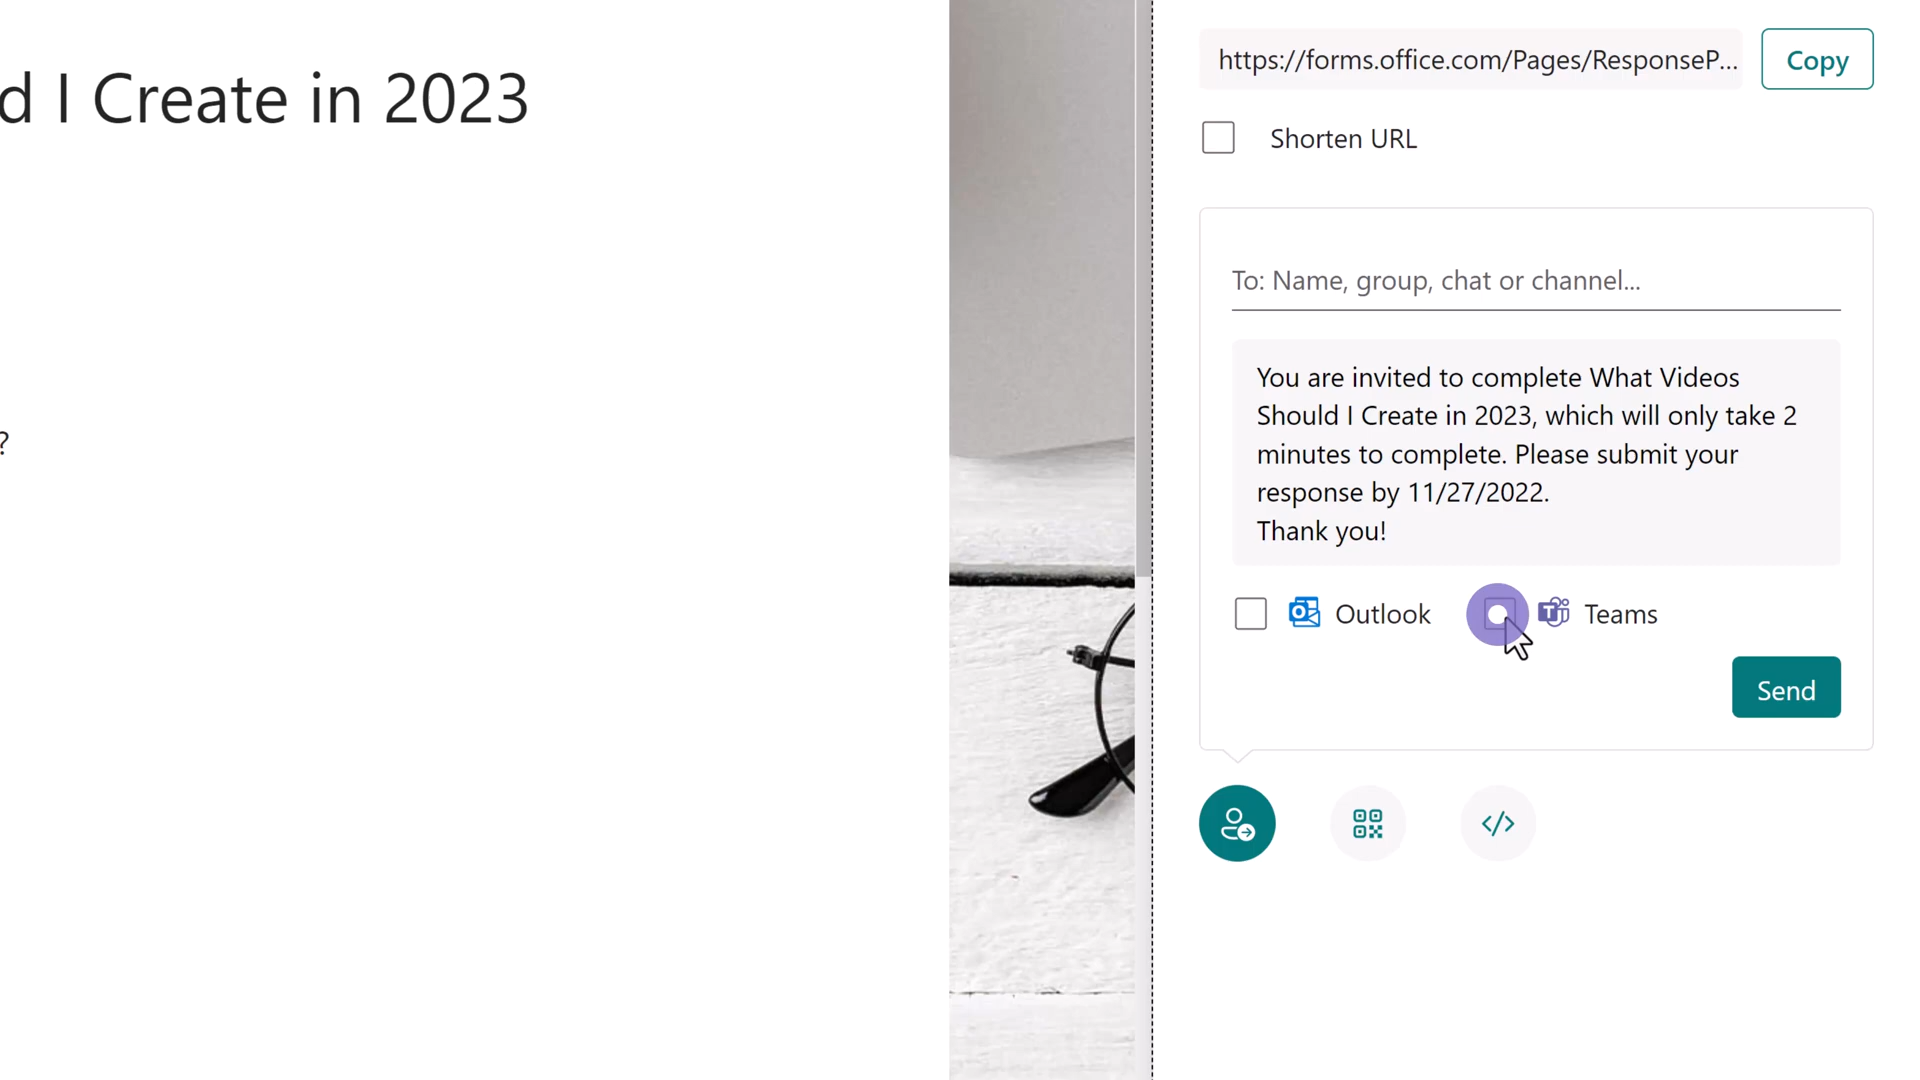 d I Create in 2023
?
https://forms.office.com/Pages/ResponseP...
Copy
Shorten URL
To: Name, group, chat or channel...
You are invited to complete What Videos
Should I Create in 2023, which will only take 2
minutes to complete. Please submit your
response by 11/27/2022.
Thank you!
Outlook
Teams
Send